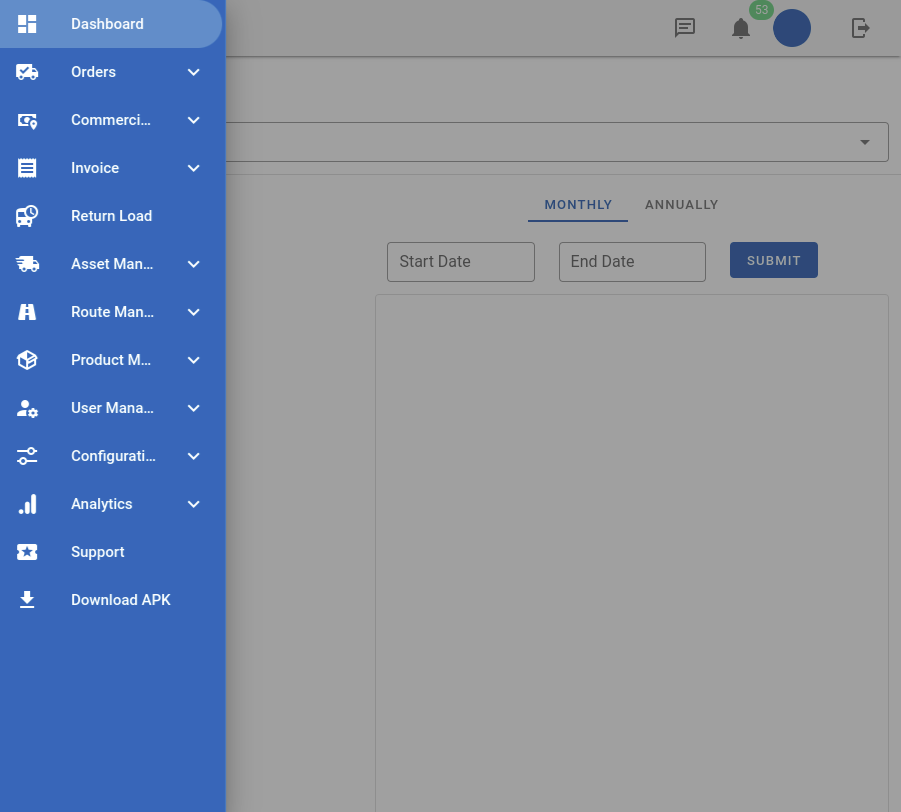 Dashboard
Orders
Commerci…
Invoice
Return Load
Asset Man…
Route Man…
Product M…
User Mana…
Configurati…
Analytics
Support
Download APK
53
MONTHLY
ANNUALLY
Start Date
End Date
SUBMIT